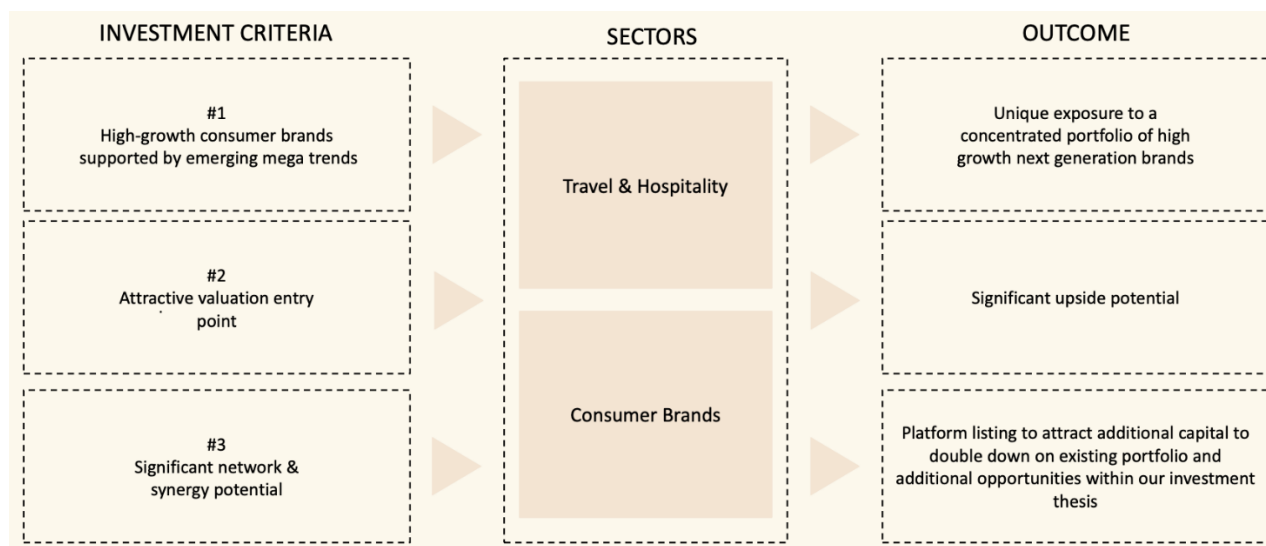 INVESTMENT CRITERIA
SECTORS
OUTCOME
#1
High-growth consumer brands
supported by emerging mega trends
#2
Attractive valuation entry
point
#3
Significant network &
synergy potential
Travel & Hospitality
Consumer Brands
Unique exposure to a
concentrated portfolio of high
growth next generation brands
Significant upside potential
Platform listing to attract additional capital to
double down on existing portfolio and
additional opportunities within our investment
thesis